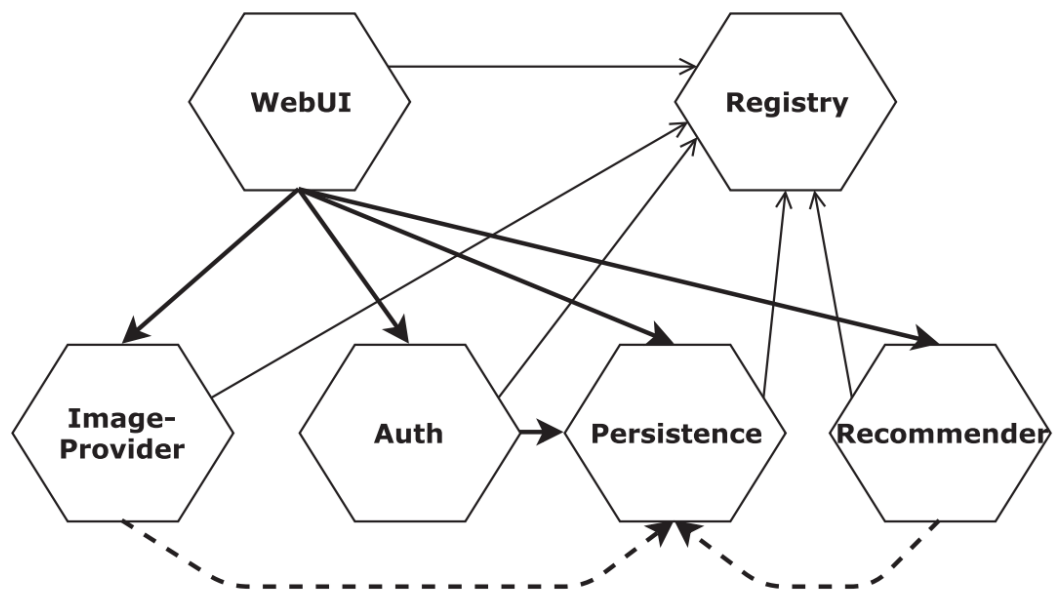 WebUI
Registry
Image-
Provider
Auth
Persistence
Recommender